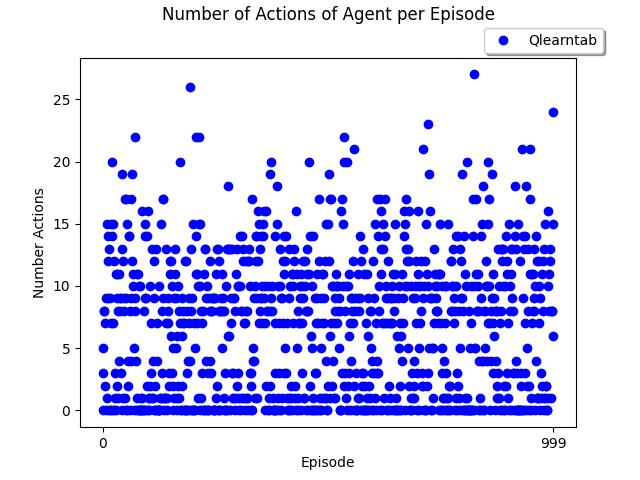 Number of Actions of Agent per Episode
Qlearntab
25
20
15
10
5
0
Number Actions
0
999
Episode